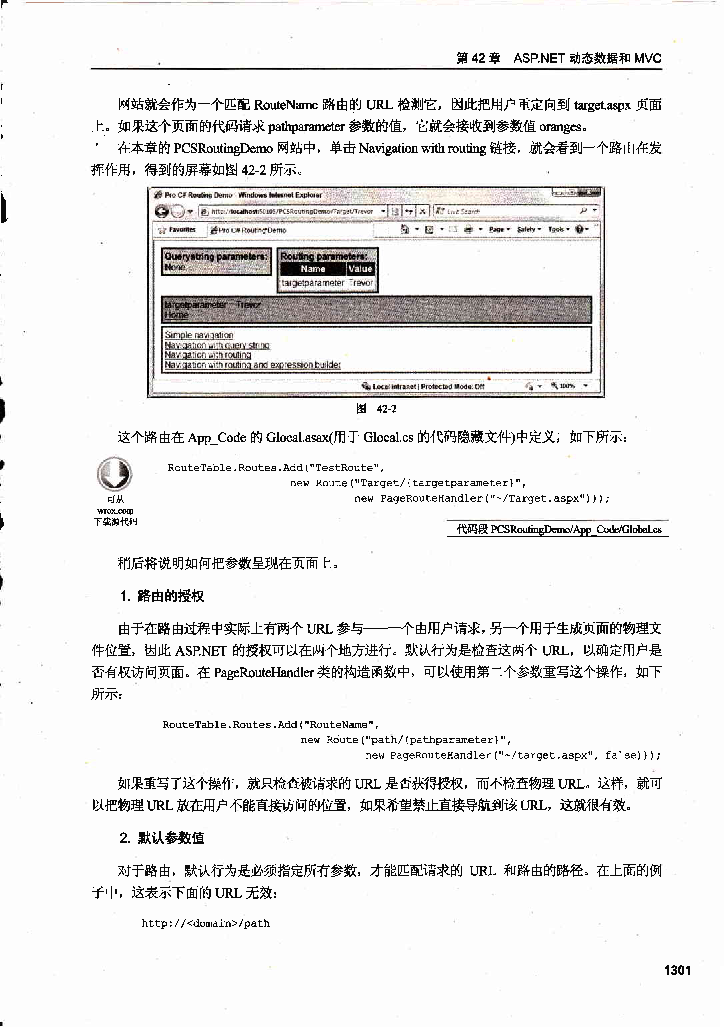 第 42 章 ASP.NET 动态数据和 MVC
网站就会作为一个匹配 RouteName 路由的 URL 检测它，因此把用户重定向到 target.aspx 页面
上。如果这个页面的代码请求 pathparameter 参数的值，它就会接收到参数值 oranges。
在本章的 PCSRoutingDemo 网站中，单击 Navigation with routing 链接，就会看到一个路由在发
挥作用，得到的屏幕如图 42-2 所示。
Pro C# Routing Demo - Windows Internet Explorer
http://localhost:50105/PCSRoutingDemo/Target/Trevor
Live Search
Favorites Pro C# Routing Demo
Page Safety Tools
Querystring parameters:
None.
Routing parameters:
Name Value
targetparameter Trevor
targetparameter Trevor
Home
Simple navigation
Navigation with query string
Navigation with routing
Navigation with routing and expression builder
Local intranet | Protected Mode: Off 100%
图 42-2
这个路由在 App_Code 的 Glocal.asax(用于 Glocal.cs 的代码隐藏文件)中定义，如下所示：
RouteTable.Routes.Add("TestRoute",
new Route("Target/{targetparameter}",
new PageRouteHandler("~/Target.aspx")));
可从
wrox.com
下载源代码
代码段 PCSRoutingDemo/App_Code/Global.cs
稍后将说明如何把参数呈现在页面上。
1. 路由的授权
由于在路由过程中实际上有两个 URL 参与——一个由用户请求，另一个用于生成页面的物理文
件位置，因此 ASP.NET 的授权可以在两个地方进行。默认行为是检查这两个 URL，以确定用户是
否有权访问页面。在 PageRouteHandler 类的构造函数中，可以使用第二个参数重写这个操作，如下
所示：
RouteTable.Routes.Add("RouteName",
new Route("path/{pathparameter}",
new PageRouteHandler("~/target.aspx", false)));
如果重写了这个操作，就只检查被请求的 URL 是否获得授权，而不检查物理 URL。这样，就可
以把物理 URL 放在用户不能直接访问的位置，如果希望禁止直接导航到该 URL，这就很有效。
2. 默认参数值
对于路由，默认行为是必须指定所有参数，才能匹配请求的 URL 和路由的路径。在上面的例
子中，这表示下面的 URL 无效：
http://<domain>/path
1301